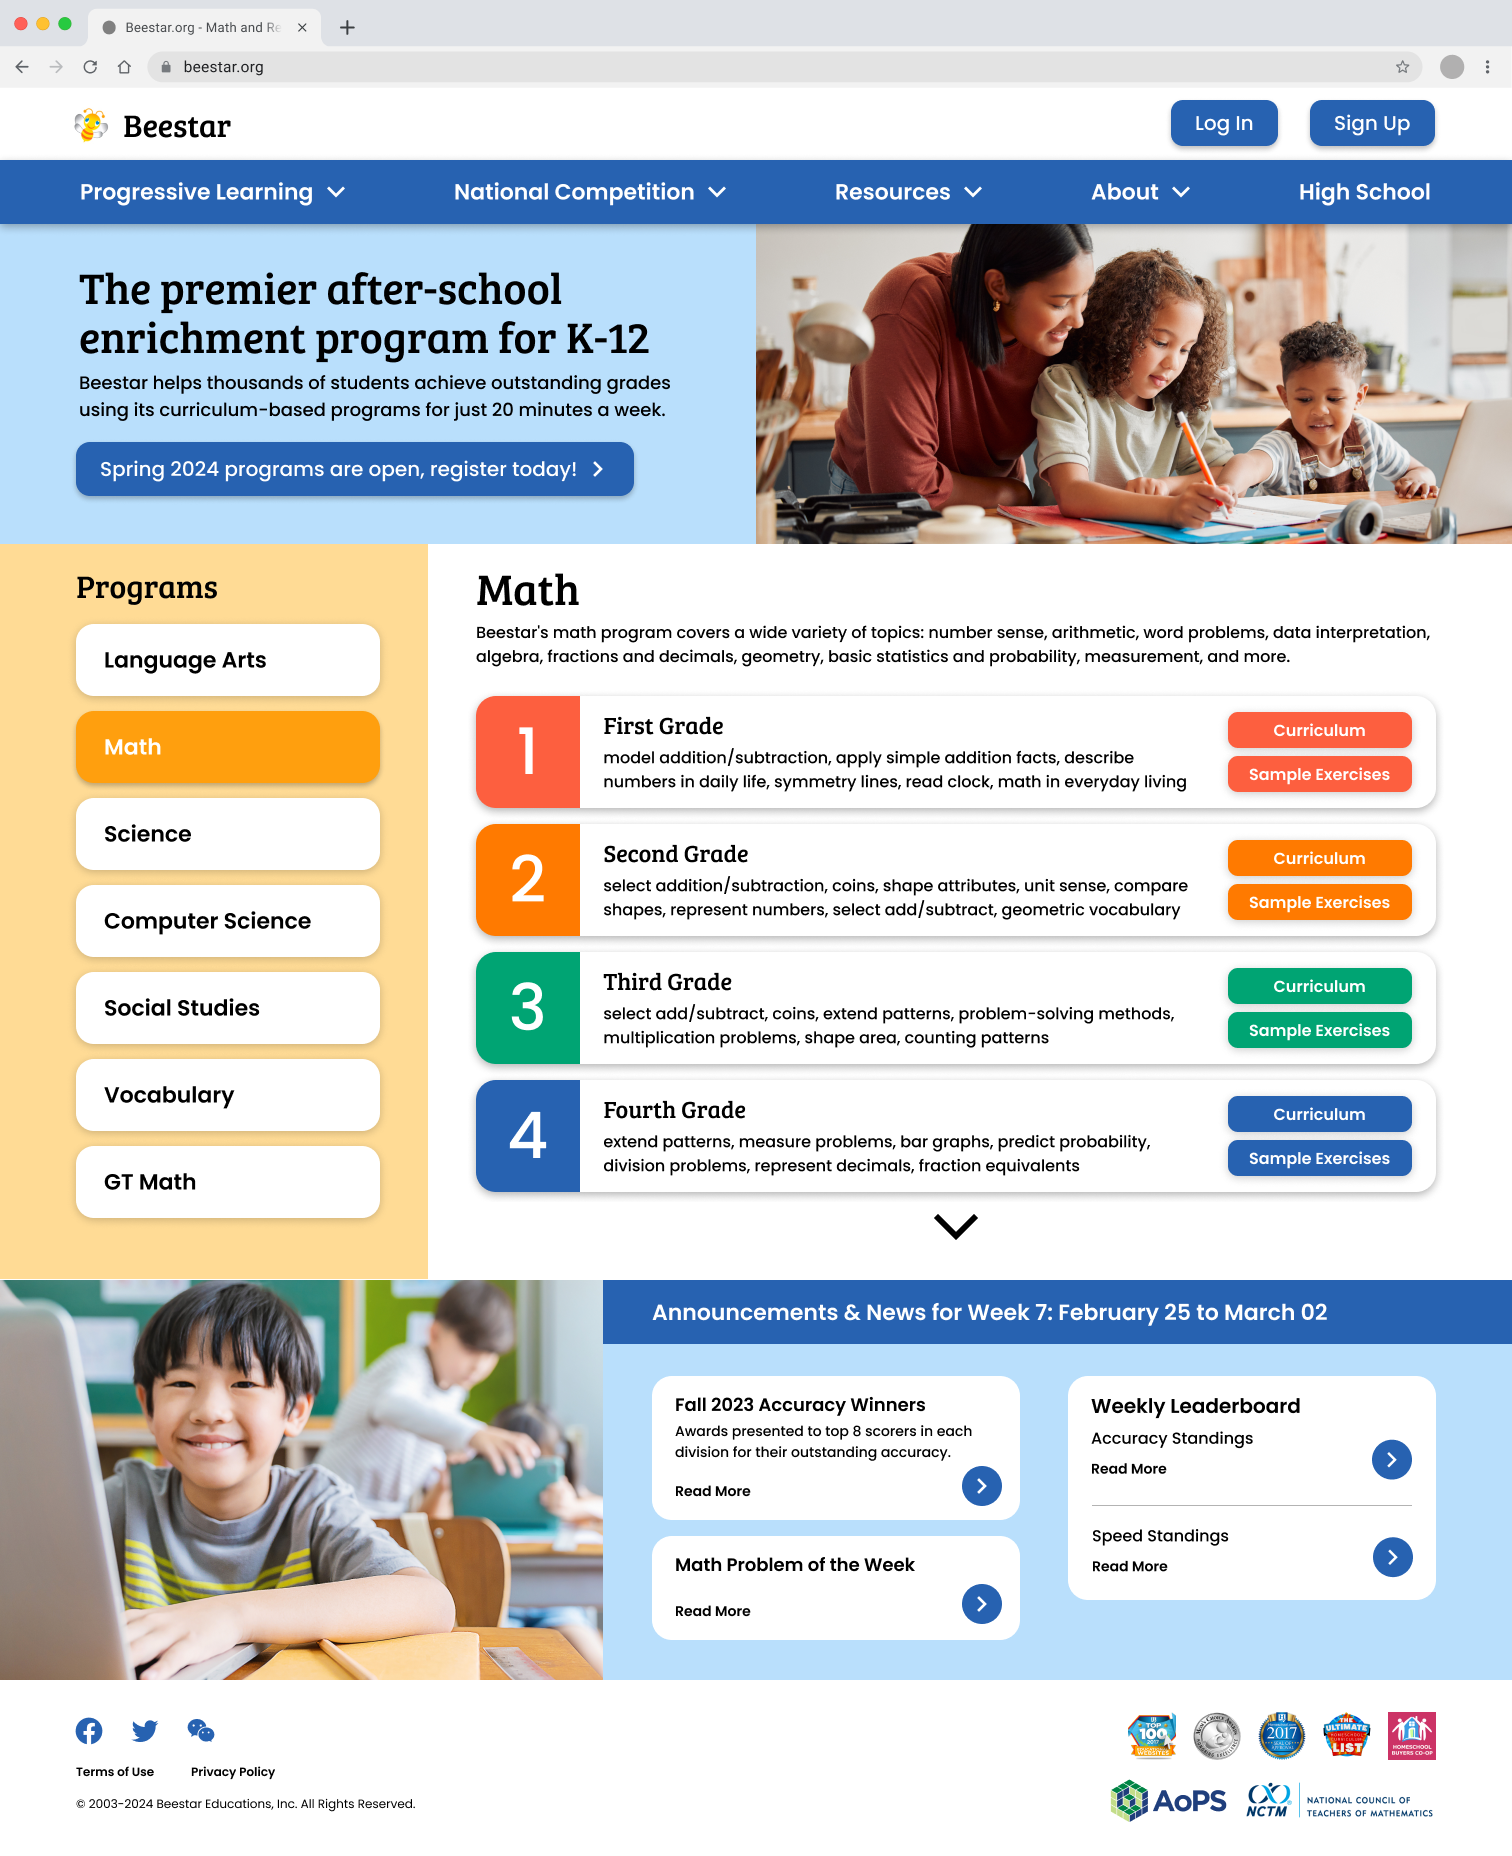 Beestar.org - Math and Re
beestar.org
Beestar
Log In
Sign Up
Progressive Learning
National Competition
Resources
About
High School
The premier after-school
enrichment program for K-12
Beestar helps thousands of students achieve outstanding grades
using its curriculum-based programs for just 20 minutes a week.
Spring 2024 programs are open, register today!
Programs
Language Arts
Math
Science
Computer Science
Social Studies
Vocabulary
GT Math
Math
Beestar's math program covers a wide variety of topics: number sense, arithmetic, word problems, data interpretation,
algebra, fractions and decimals, geometry, basic statistics and probability, measurement, and more.
1
First Grade
model addition/subtraction, apply simple addition facts, describe
numbers in daily life, symmetry lines, read clock, math in everyday living
Curriculum
Sample Exercises
2
Second Grade
select addition/subtraction, coins, shape attributes, unit sense, compare
shapes, represent numbers, select add/subtract, geometric vocabulary
Curriculum
Sample Exercises
3
Third Grade
select add/subtract, coins, extend patterns, problem-solving methods,
multiplication problems, shape area, counting patterns
Curriculum
Sample Exercises
4
Fourth Grade
extend patterns, measure problems, bar graphs, predict probability,
division problems, represent decimals, fraction equivalents
Curriculum
Sample Exercises
Announcements & News for Week 7: February 25 to March 02
Fall 2023 Accuracy Winners
Awards presented to top 8 scorers in each
division for their outstanding accuracy.
Read More
Math Problem of the Week
Read More
Weekly Leaderboard
Accuracy Standings
Read More
Speed Standings
Read More
Terms of Use
Privacy Policy
© 2003-2024 Beestar Educations, Inc. All Rights Reserved.
TOP
100
2017
WEBSITES
2017
THE
ULTIMATE
LIST
HOMESCHOOL
BUYERS CO-OP
AoPS
NCTM
NATIONAL COUNCIL OF
TEACHERS OF MATHEMATICS